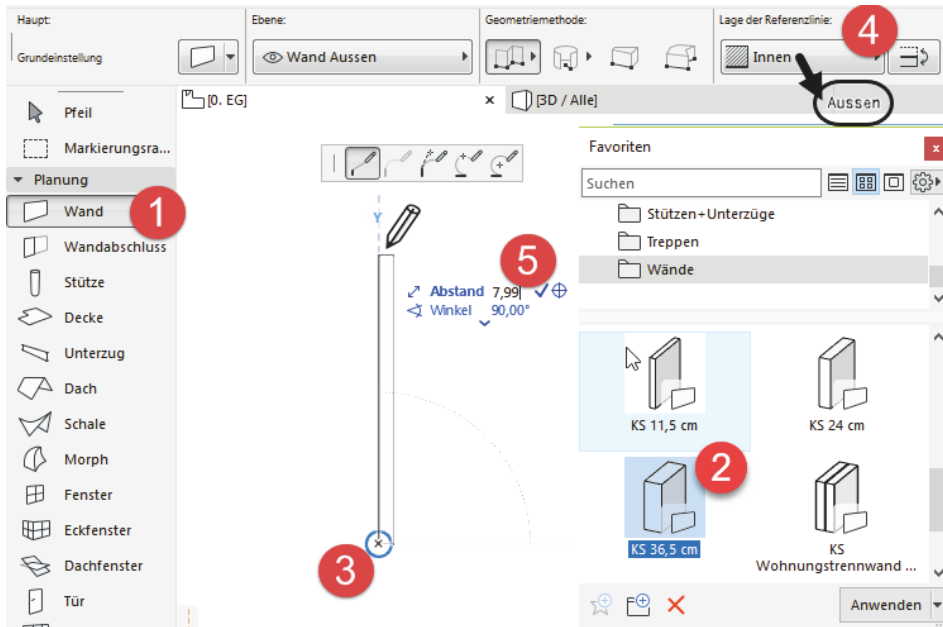 Haupt:
Ebene:
Geometriemethode:
Lage der Referenzlinie:
4
Grundeinstellung
Wand Aussen
Innen
Aussen
[0. EG]
[3D / Alle]
Pfeil
Markierungsra...
Planung
Wand
1
Wandabschluss
Stütze
Decke
Unterzug
Dach
Schale
Morph
Fenster
Eckfenster
Dachfenster
Tür
Y
5
Abstand 7,99
Winkel 90,00°
3
Favoriten
x
Suchen
Stützen+Unterzüge
Treppen
Wände
KS 11,5 cm
KS 24 cm
2
KS 36,5 cm
KS
Wohnungstrennwand ...
Anwenden